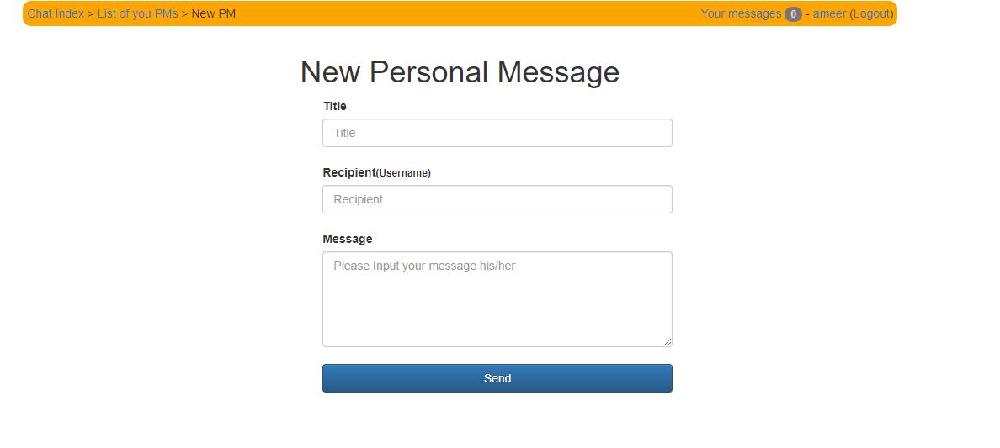 Chat Index > List of you PMs > New PM Your messages 0 - ameer (Logout)
New Personal Message
Title
Title
Recipient(Username)
Recipient
Message
Please Input your message his/her
Send